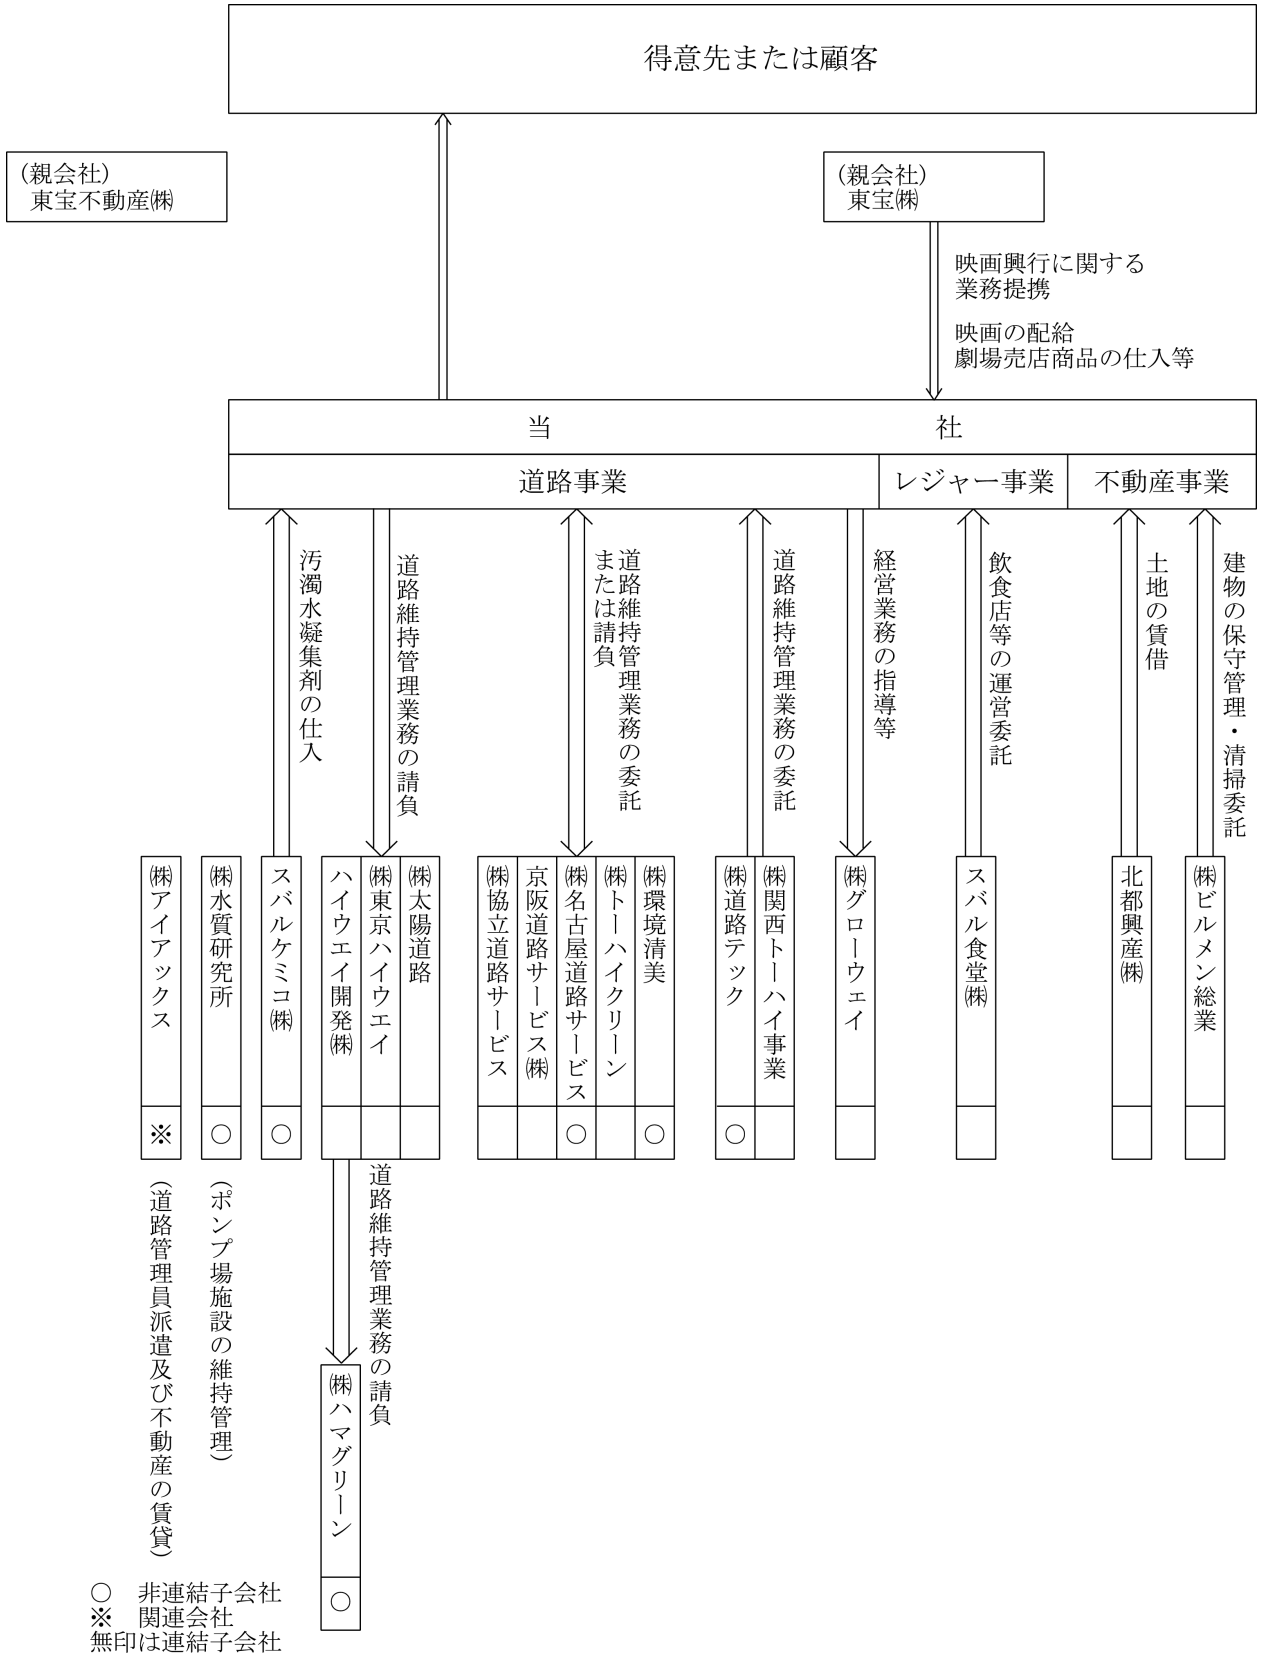 得意先または顧客
(親会社)
東宝不動産㈱
(親会社)
東宝㈱
映画興行に関する
業務提携
映画の配給
劇場売店商品の仕入等
当社
道路事業
レジャー事業
不動産事業
汚濁水凝集剤の仕入
道路維持管理業務の請負
道路維持管理業務の委託
または請負
道路維持管理業務の委託
経営業務の指導等
飲食店等の運営委託
土地の賃借
建物の保守管理・清掃委託
㈱アイアックス
※
㈱水質研究所
○
スバルケミコ㈱
○
ハイウエイ開発㈱
㈱東京ハイウエイ
㈱太陽道路
㈱協立道路サービス
京阪道路サービス㈱
㈱名古屋道路サービス
○
㈱トーハイクリーン
㈱環境清美
○
㈱道路テック
○
㈱関西トーハイ事業
㈱グローウェイ
スバル食堂㈱
北都興産㈱
㈱ビルメン総業
(道路管理員派遣及び不動産の賃貸)
(ポンプ場施設の維持管理)
道路維持管理業務の請負
㈱ハマグリーン
○
○　非連結子会社
※　関連会社
無印は連結子会社